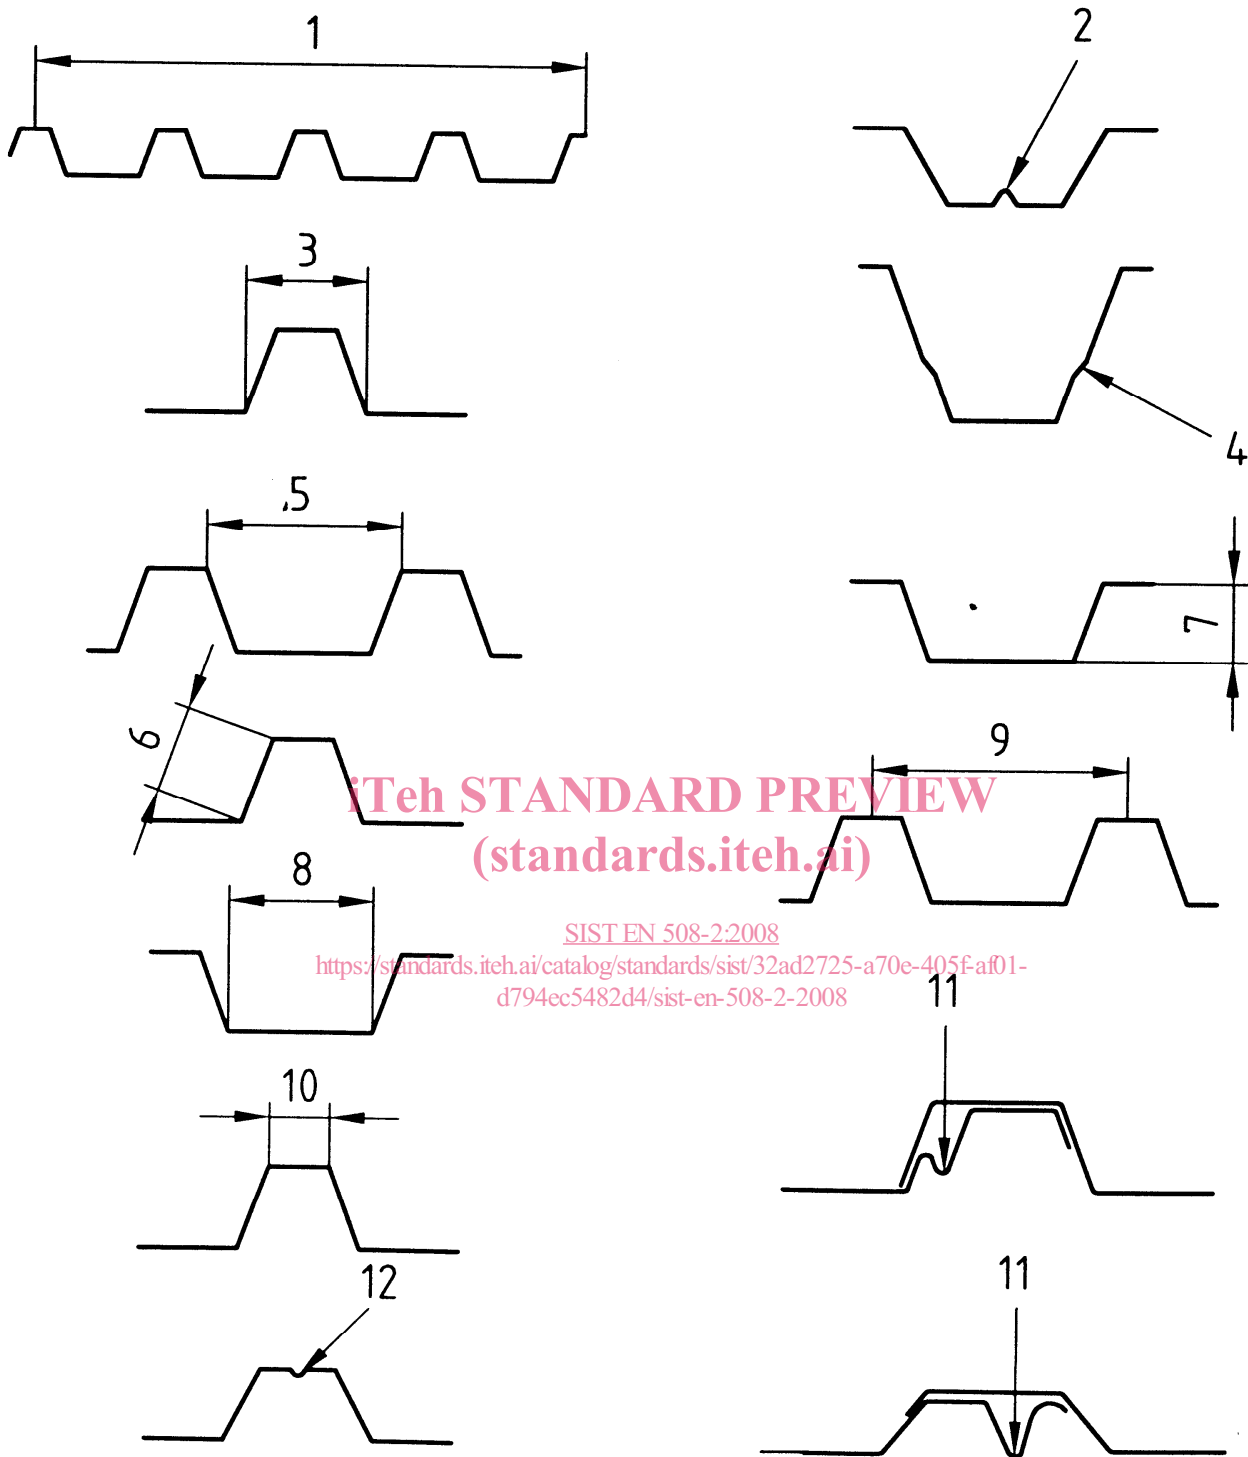 1
2
3
4
5
6
7
iTeh STANDARD PREVIEW
(standards.iteh.ai)
9
8
SIST EN 508-2:2008
https://standards.iteh.ai/catalog/standards/sist/32ad2725-a70e-405f-af01-
d794ec5482d4/sist-en-508-2-2008
11
10
12
11